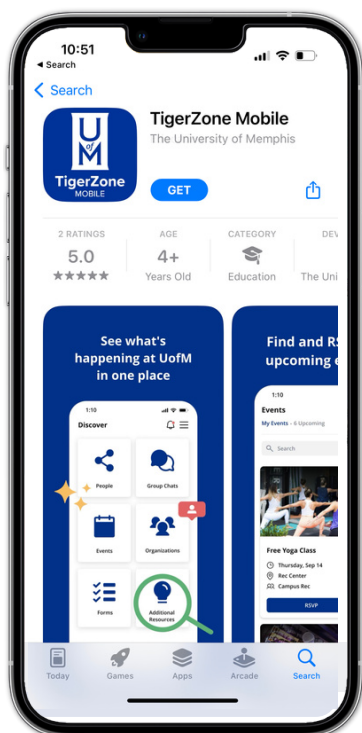 10:51
◀ Search
Search
U
of
M
TigerZone
MOBILE
TigerZone Mobile
The University of Memphis
GET
2 RATINGS
5.0
★★★★★
AGE
4+
Years Old
CATEGORY
Education
DEV
The Uni
See
what's
happening at UofM
in one place
1:10
Discover
People
Group Chats
Events
Organizations
Forms
Additional
Resources
Find and RS
upcoming e
1:10
Events
My Events - 6 Upcoming
Search
Free Yoga Class
Thursday, Sep 14
Rec Center
Campus Rec
RSVP
Today
Games
Apps
Arcade
Search